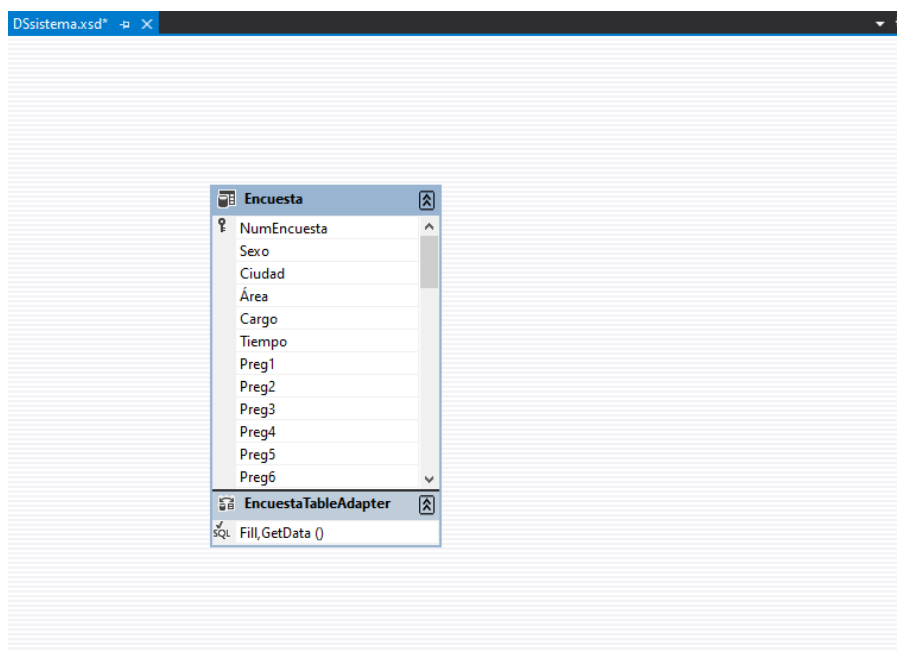 DSsistema.xsd*
Encuesta
NumEncuesta
Sexo
Ciudad
Área
Cargo
Tiempo
Preg1
Preg2
Preg3
Preg4
Preg5
Preg6
EncuestaTableAdapter
SQL Fill,GetData ()